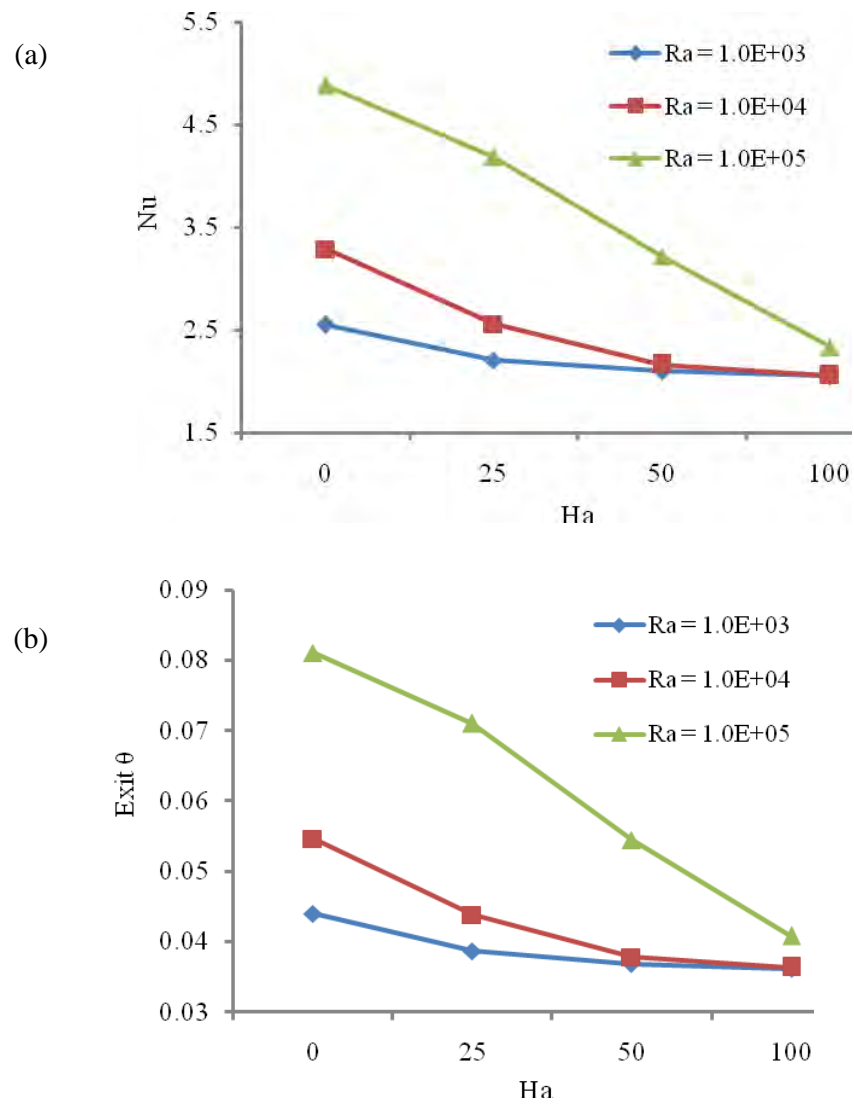 (a)
5.5
4.5
3.5
2.5
1.5
Nu
Ra = 1.0E+03
Ra = 1.0E+04
Ra = 1.0E+05
0 25 50 100
Ha
(b)
0.09
0.08
0.07
0.06
0.05
0.04
0.03
Exit θ
Ra = 1.0E+03
Ra = 1.0E+04
Ra = 1.0E+05
0 25 50 100
Ha